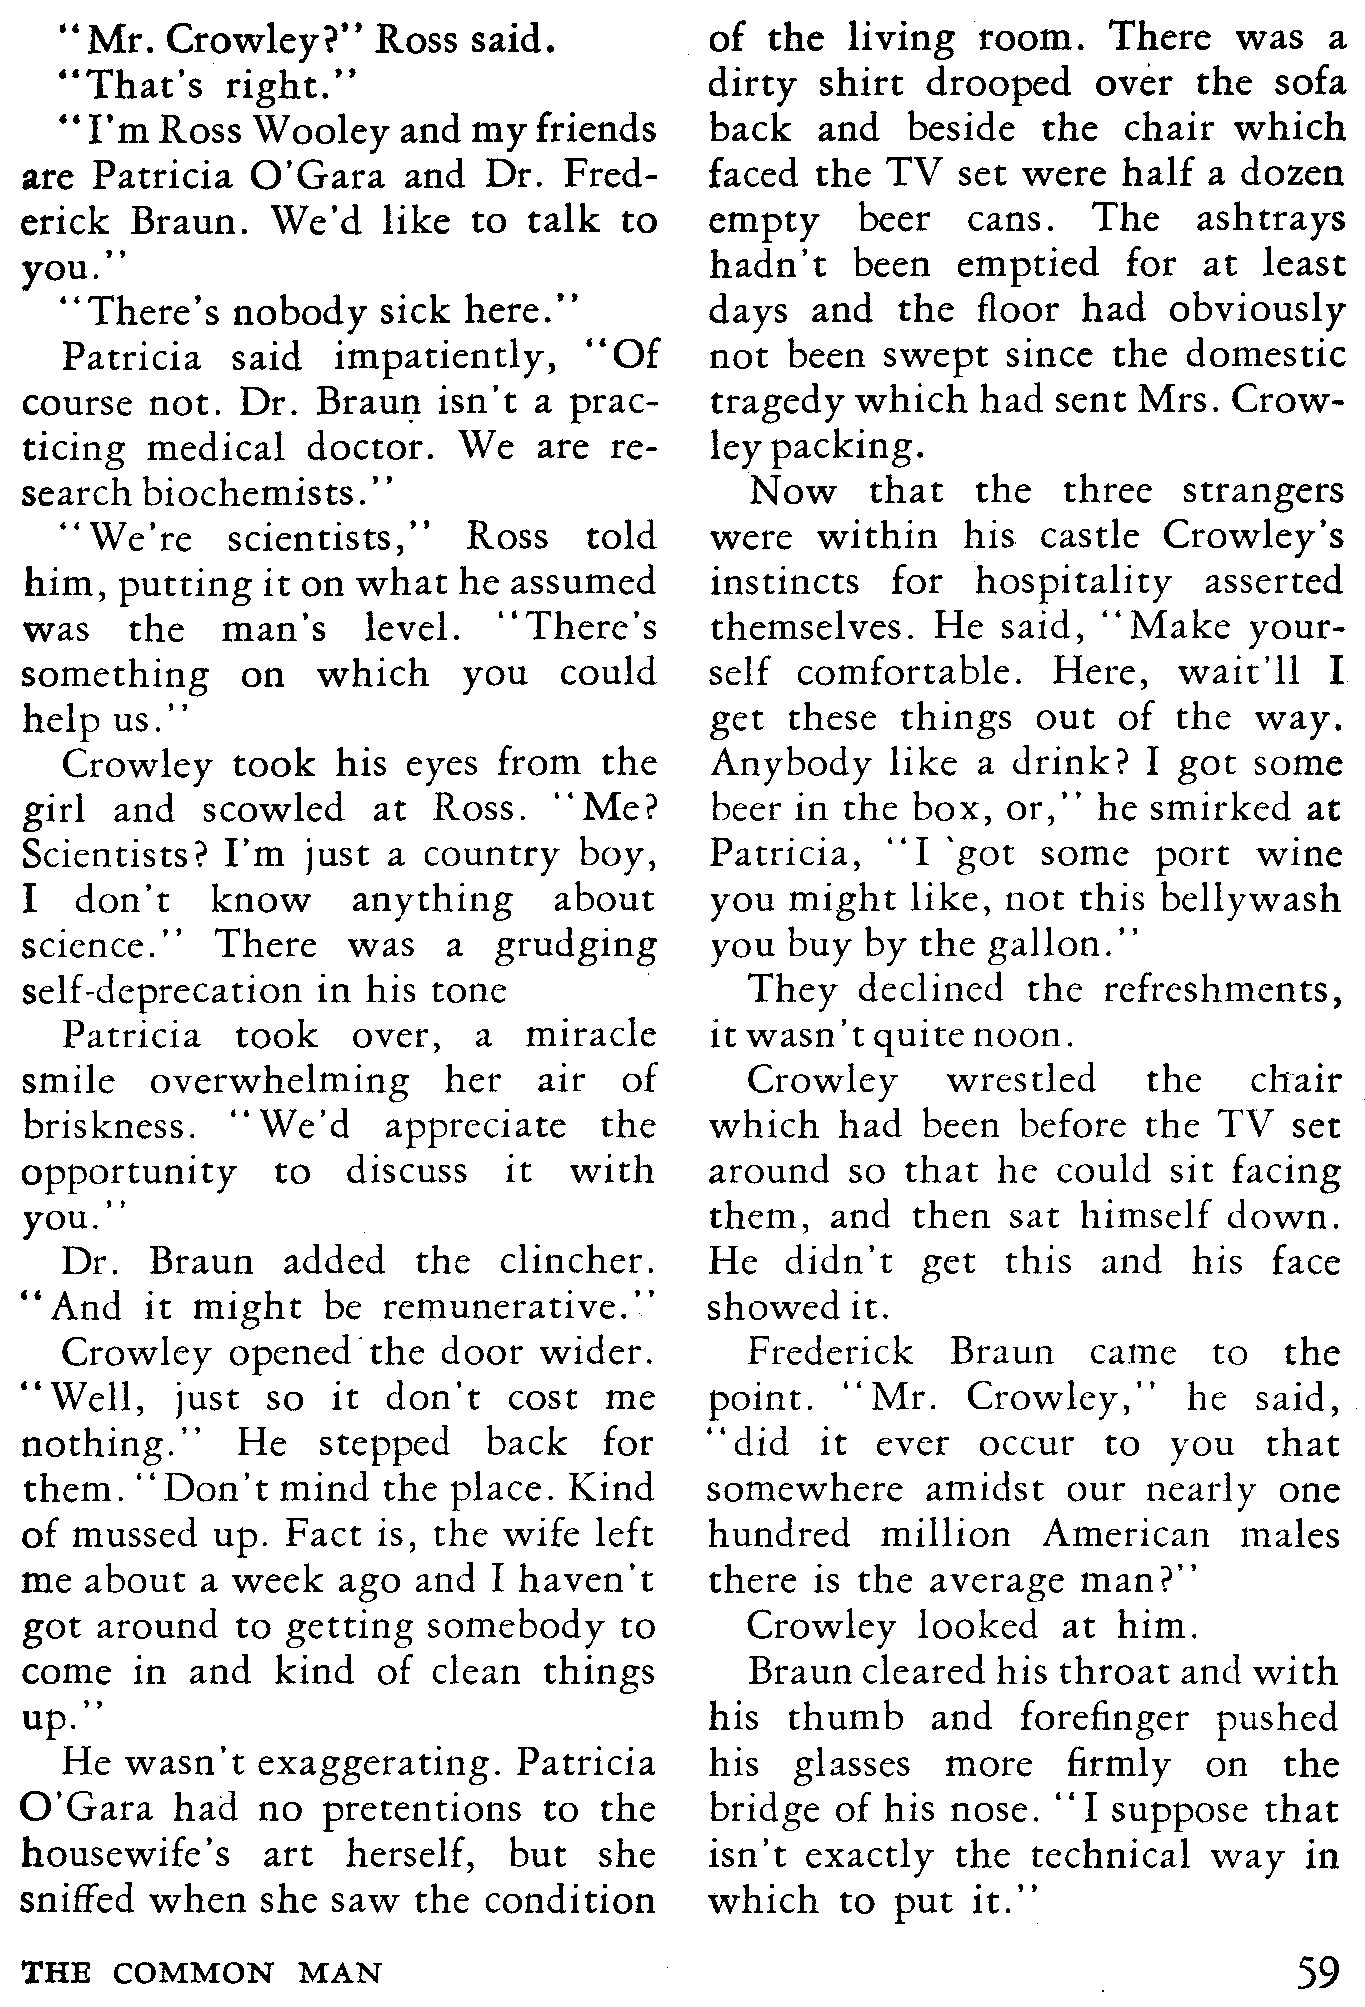 "Mr. Crowley?" Ross said.
"That's right."
"I'm Ross Wooley and my friends
are Patricia O'Gara and Dr. Fred-
erick Braun. We'd like to talk to
you."
"There's nobody sick here."
Patricia said impatiently, "Of
course not. Dr. Braun isn't a prac-
ticing medical doctor. We are re-
search biochemists."
"We're scientists," Ross told
him, putting it on what he assumed
was the man's level. "There's
something on which you could
help us."
Crowley took his eyes from the
girl and scowled at Ross. "Me?
Scientists? I'm just a country boy,
I don't know anything about
science." There was a grudging
self-deprecation in his tone
Patricia took over, a miracle
smile overwhelming her air of
briskness. "We'd appreciate the
opportunity to discuss it with
you."
Dr. Braun added the clincher.
"And it might be remunerative."
Crowley opened the door wider.
"Well, just so it don't cost me
nothing." He stepped back for
them. "Don't mind the place. Kind
of mussed up. Fact is, the wife left
me about a week ago and I haven't
got around to getting somebody to
come in and kind of clean things
up."
He wasn't exaggerating. Patricia
O'Gara had no pretentions to the
housewife's art herself, but she
sniffed when she saw the condition
of the living room. There was a
dirty shirt drooped over the sofa
back and beside the chair which
faced the TV set were half a dozen
empty beer cans. The ashtrays
hadn't been emptied for at least
days and the floor had obviously
not been swept since the domestic
tragedy which had sent Mrs. Crow-
ley packing.
Now that the three strangers
were within his castle Crowley's
instincts for hospitality asserted
themselves. He said, "Make your-
self comfortable. Here, wait'll I
get these things out of the way.
Anybody like a drink? I got some
beer in the box, or," he smirked at
Patricia, "I got some port wine
you might like, not this bellywash
you buy by the gallon."
They declined the refreshments,
it wasn't quite noon.
Crowley wrestled the chair
which had been before the TV set
around so that he could sit facing
them, and then sat himself down.
He didn't get this and his face
showed it.
Frederick Braun came to the
point. "Mr. Crowley," he said,
"did it ever occur to you that
somewhere amidst our nearly one
hundred million American males
there is the average man?"
Crowley looked at him.
Braun cleared his throat and with
his thumb and forefinger pushed
his glasses more firmly on the
bridge of his nose. "I suppose that
isn't exactly the technical way in
which to put it."
THE COMMON MAN
59